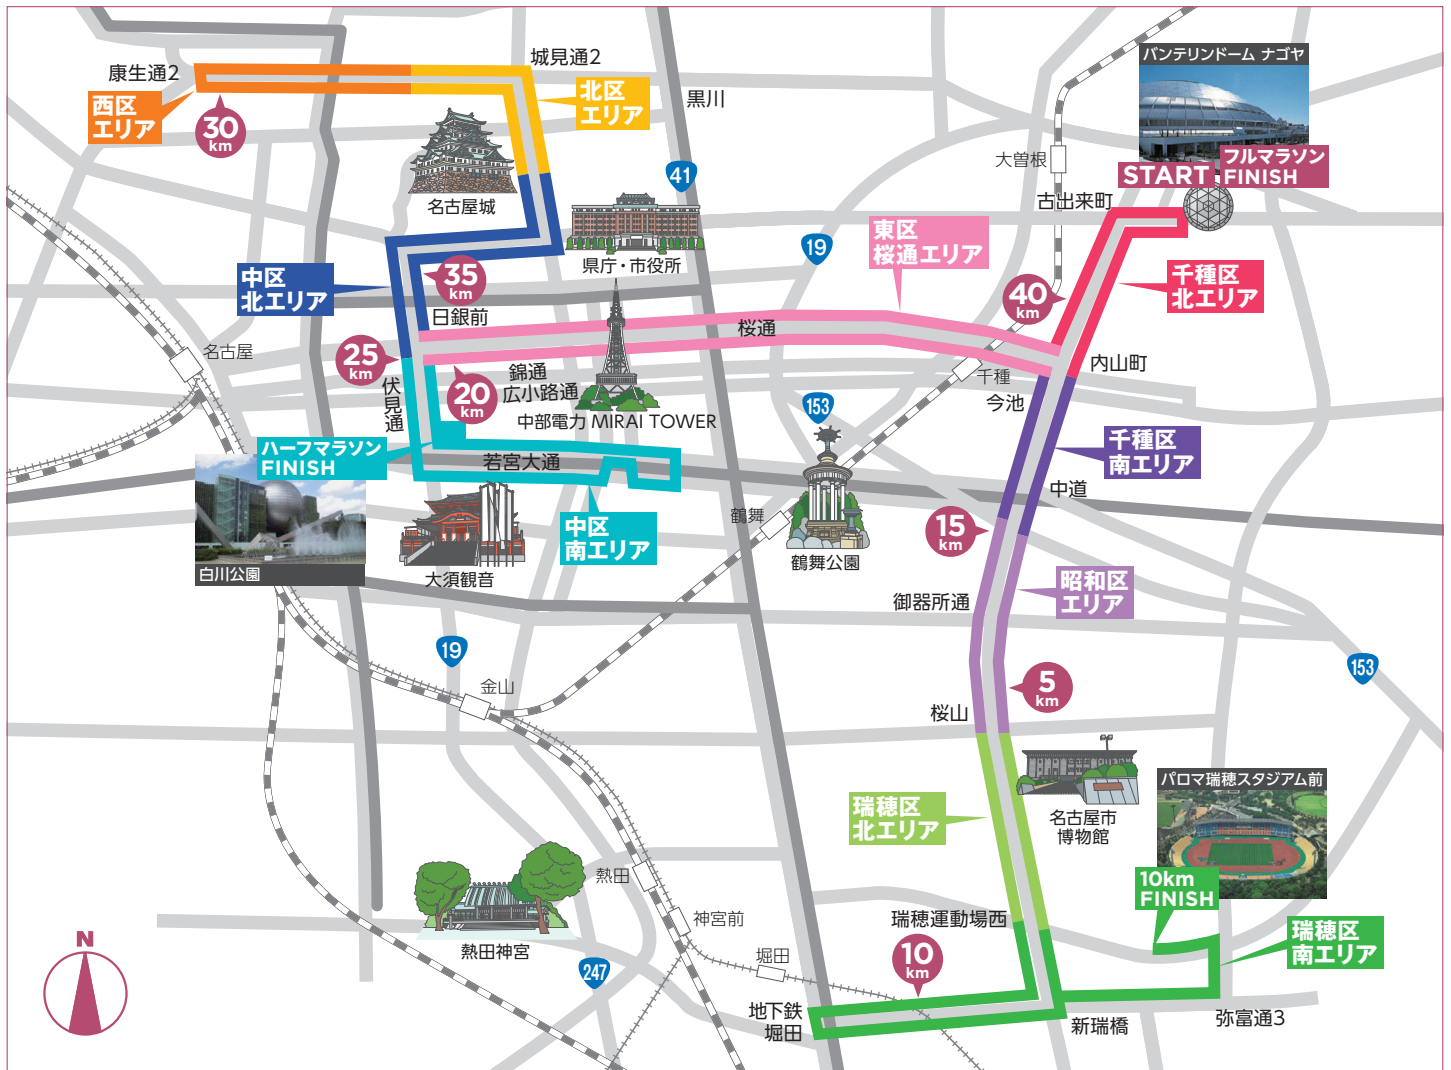 バンテリンドーム ナゴヤ
START
フルマラソン
FINISH
城見通2
康生通2
西区
エリア
30
km
北区
エリア
黒川
41
名古屋城
大曽根
古出来町
県庁・市役所
19
東区
桜通エリア
千種区
北エリア
40
km
中区
北エリア
35
km
日銀前
桜通
名古屋
25
km
伏見通
20
km
錦通
広小路通
中部電力 MIRAI TOWER
内山町
千種
今池
153
ハーフマラソン
FINISH
若宮大通
千種区
南エリア
中道
白川公園
大須観音
中区
南エリア
鶴舞
鶴舞公園
15
km
昭和区
エリア
御器所通
19
金山
5
km
桜山
153
瑞穂区
北エリア
名古屋市
博物館
パロマ瑞穂スタジアム前
10km
FINISH
熱田
神宮前
熱田神宮
瑞穂運動場西
瑞穂区
南エリア
N
247
堀田
10
km
地下鉄
堀田
新瑞橋
弥富通3